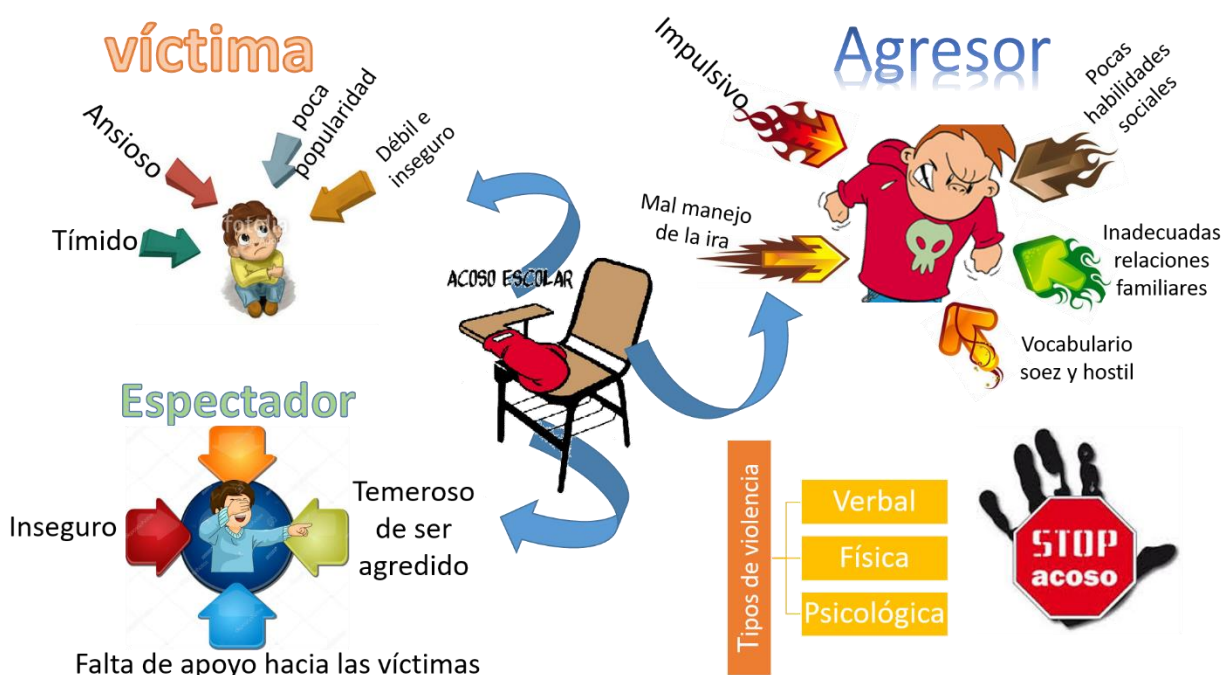 víctima
Ansioso
poca
popularidad
Débil e
inseguro
Tímido
fotolia
Agresor
Impulsivo
Pocas
habilidades
sociales
Mal manejo
de la ira
Inadecuadas
relaciones
familiares
Vocabulario
soez y hostil
ACOSO ESCOLAR
Espectador
Inseguro
Temeroso
de ser
agredido
Falta de apoyo hacia las víctimas
Tipos de violencia
Verbal
Física
Psicológica
STOP
acoso